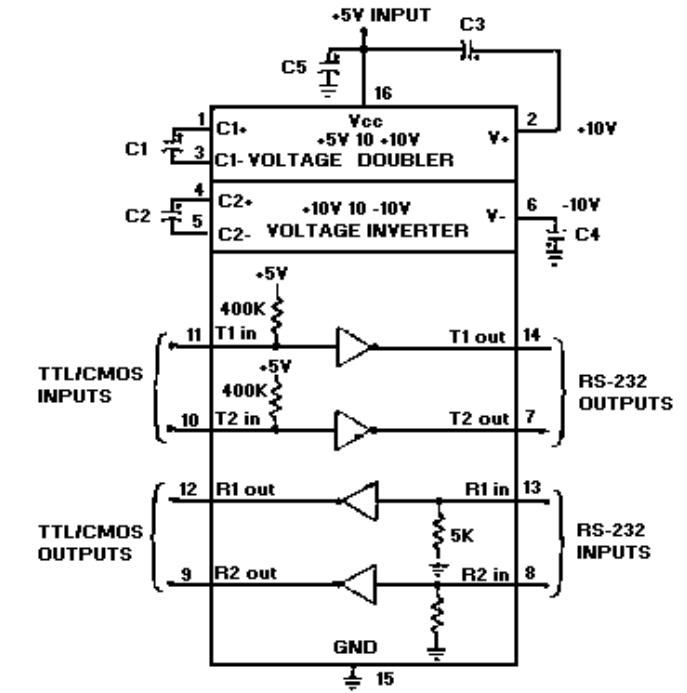 +5V INPUT
C3
C5
16
1
C1+
Vcc
2
+5V 10 +10V
V+
+10V
C1
3
C1- VOLTAGE DOUBLER
4
C2+
+10V 10 -10V
6
-10V
C2
5
V-
C4
C2- VOLTAGE INVERTER
+5V
400K
11
T1 in
T1 out
14
+5V
TTL/CMOS
INPUTS
400K
RS-232
OUTPUTS
10
T2 in
T2 out
7
12
R1 out
R1 in
13
TTL/CMOS
OUTPUTS
5K
RS-232
INPUTS
9
R2 out
R2 in
8
GND
15